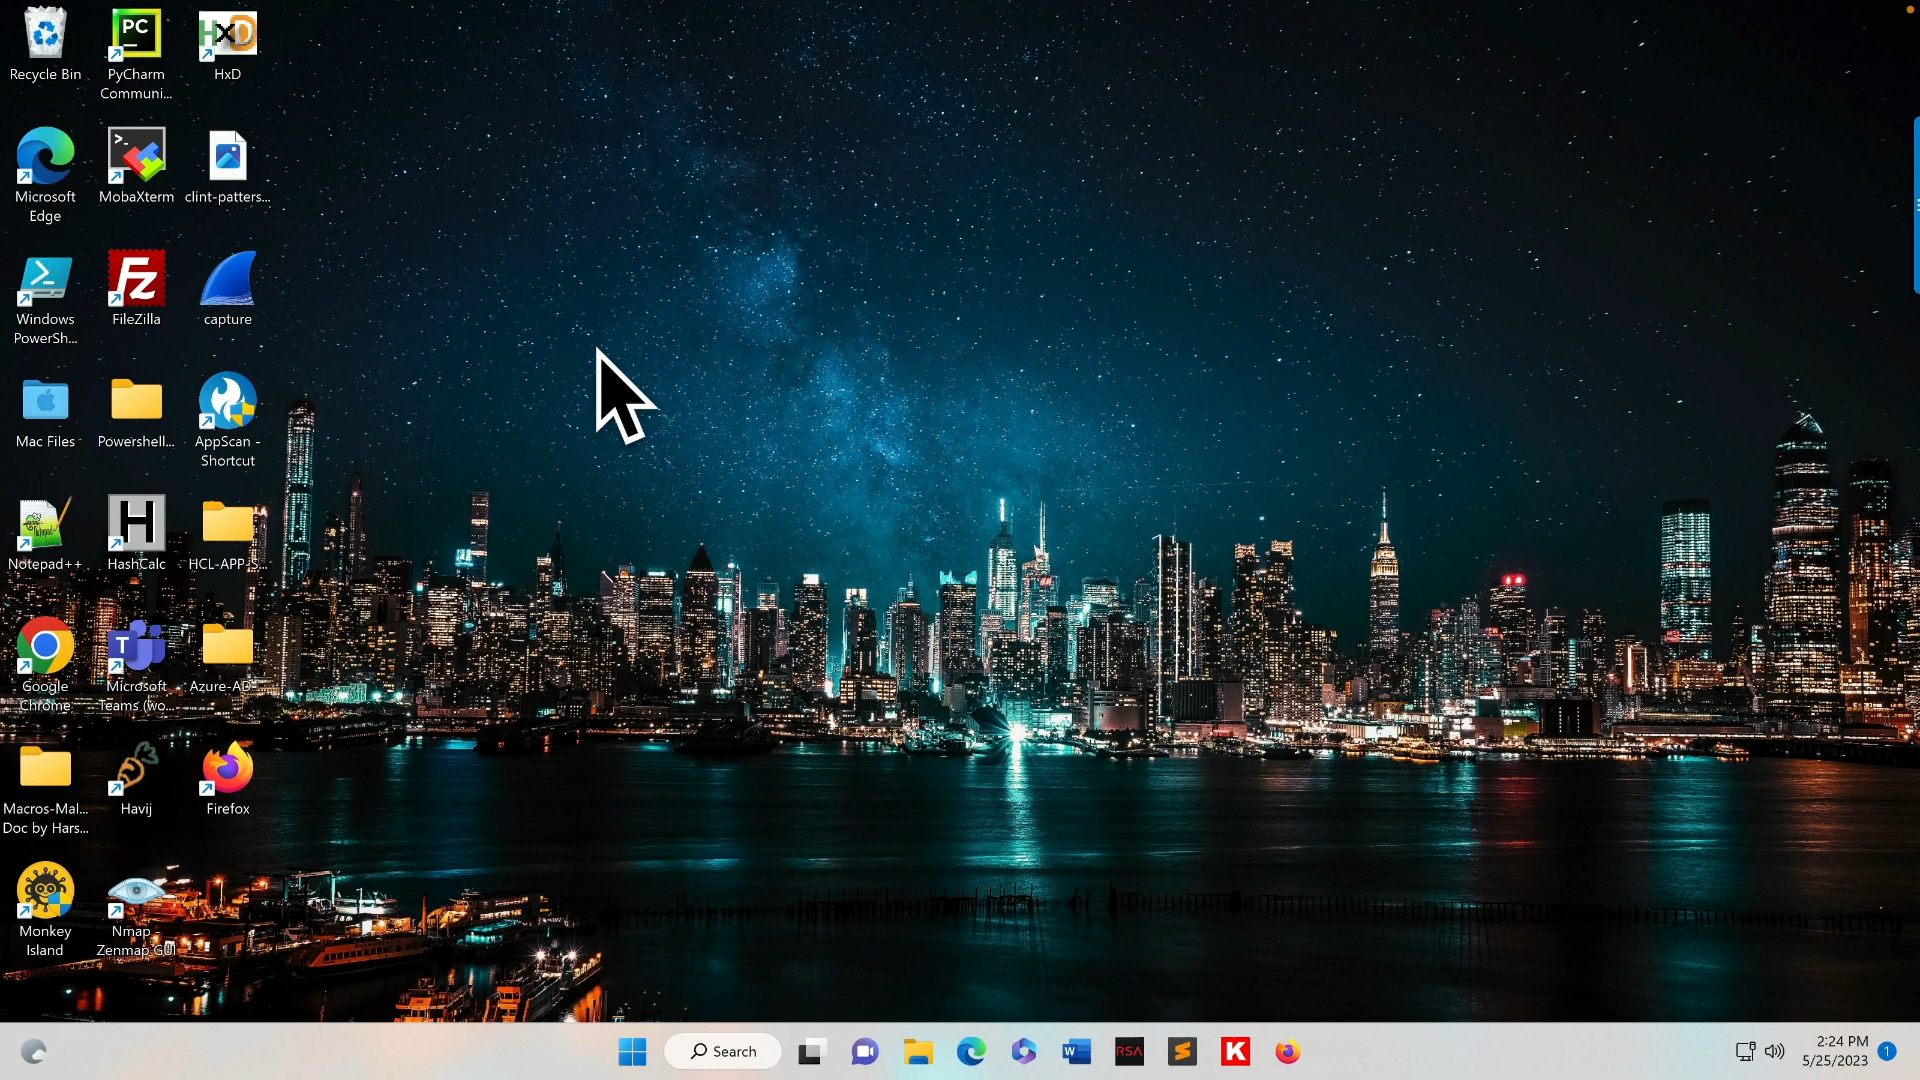 Recycle Bin
PyCharm
Communi...
HxD
Microsoft
Edge
MobaXterm
clint-patters...
Windows
PowerSh...
FileZilla
capture
Mac Files
Powershell...
AppScan -
Shortcut
Notepad++
HashCalc
HCL-APP-S...
Google
Chrome
Microsoft
Teams (wo...
Azure-AD-
Macros-Mal...
Doc by Hars...
Havij
Firefox
Monkey
Island
Nmap -
Zenmap GUI
Search
RSA
2:24 PM
5/25/2023
1